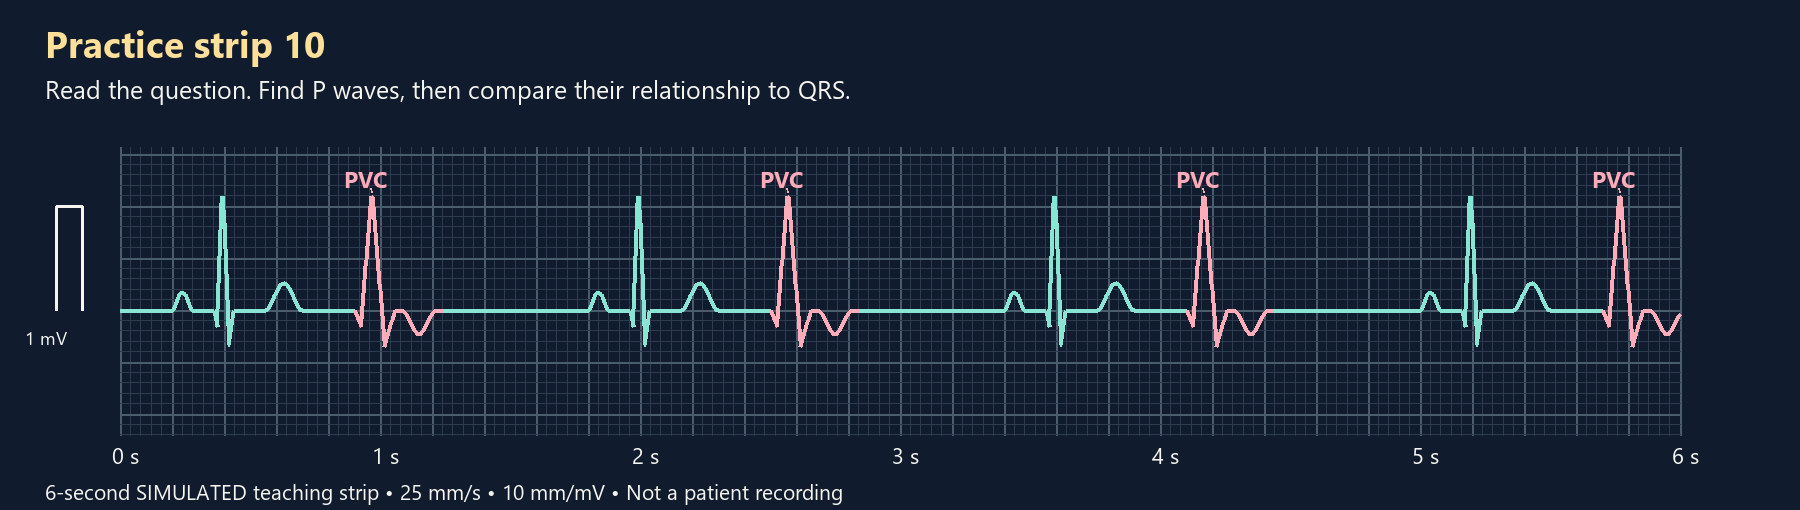 Practice strip 10
Read the question. Find P waves, then compare their relationship to QRS.
PVC PVC PVC PVC
1 mV
0 s 1 s 2 s 3 s 4 s 5 s 6 s
6-second SIMULATED teaching strip • 25 mm/s • 10 mm/mV • Not a patient recording